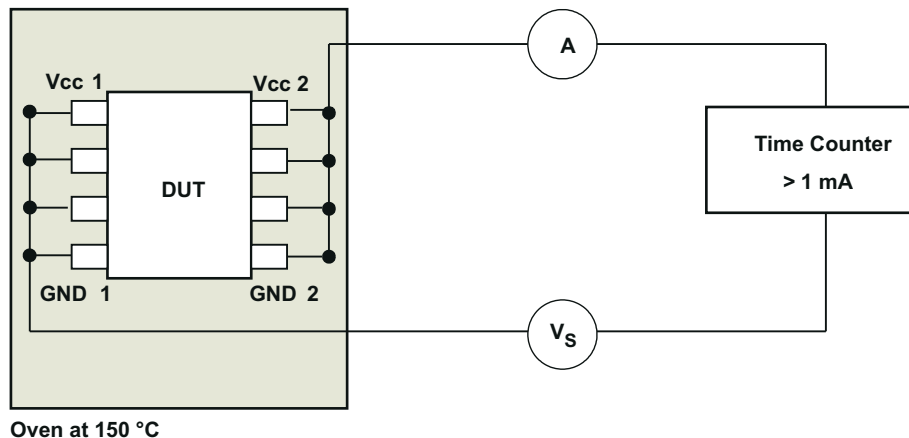 A
Vcc 1
Vcc 2
Time Counter
> 1 mA
DUT
GND 1
GND 2
VS
Oven at 150 °C